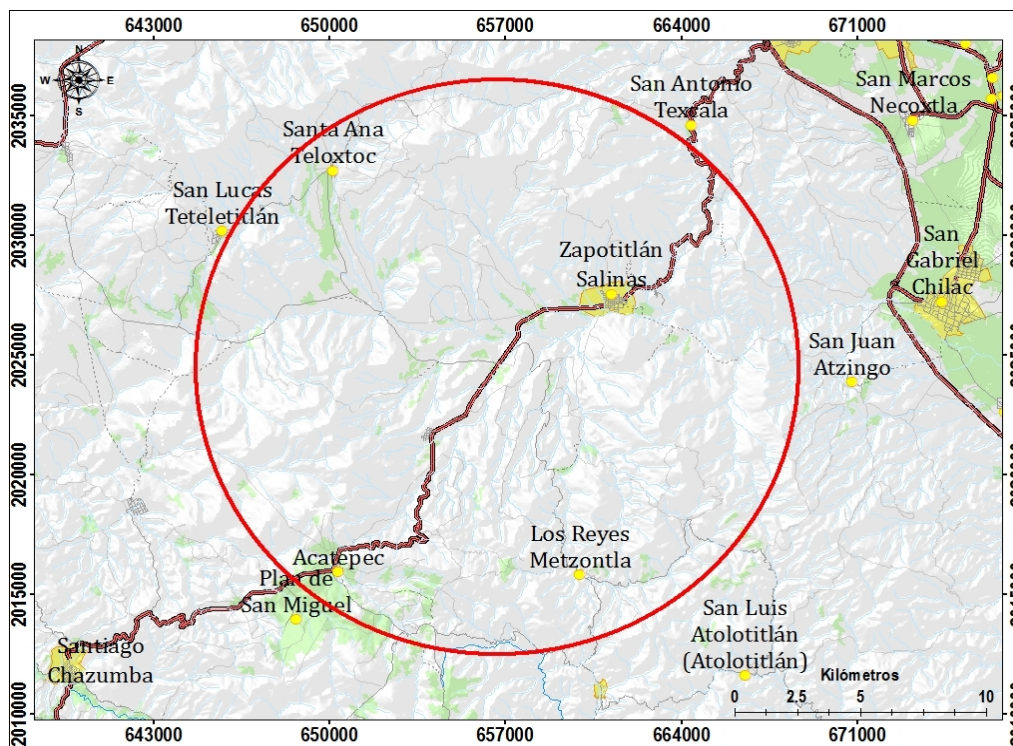 643000 650000 657000 664000 671000
N
W E
S
2035000
2030000
2025000
2020000
2015000
2010000
San Antonio
Texcala
San Marcos
Necoxtla
Santa Ana
Teloxtoc
San Lucas
Teteletitlán
Zapotitlán
Salinas
San
Gabriel
Chilac
San Juan
Atzingo
Los Reyes
Metzontla
Acatepec
Plan de
San Miguel
San Luis
Atolotitlán
(Atolotitlán)
Santiago
Chazumba
Kilómetros
0 2.5 5 10
643000 650000 657000 664000 671000